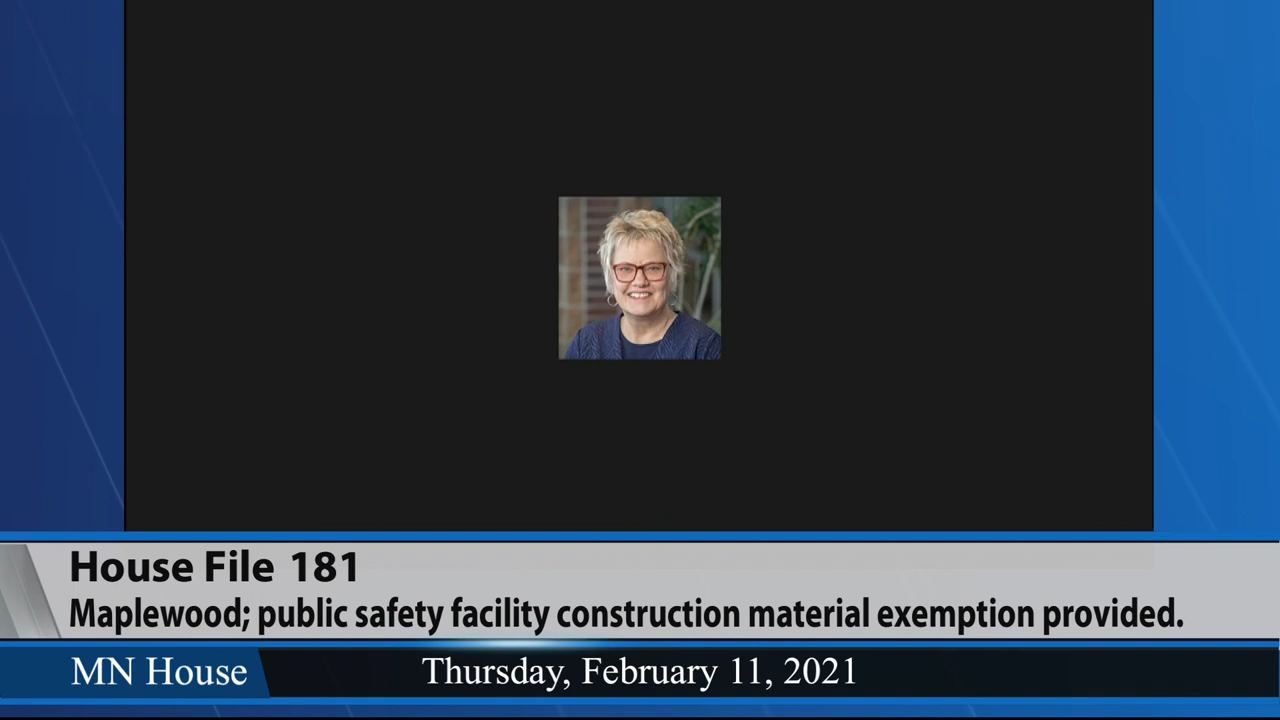 House File 181
Maplewood; public safety facility construction material exemption provided.
MN House
Thursday, February 11, 2021